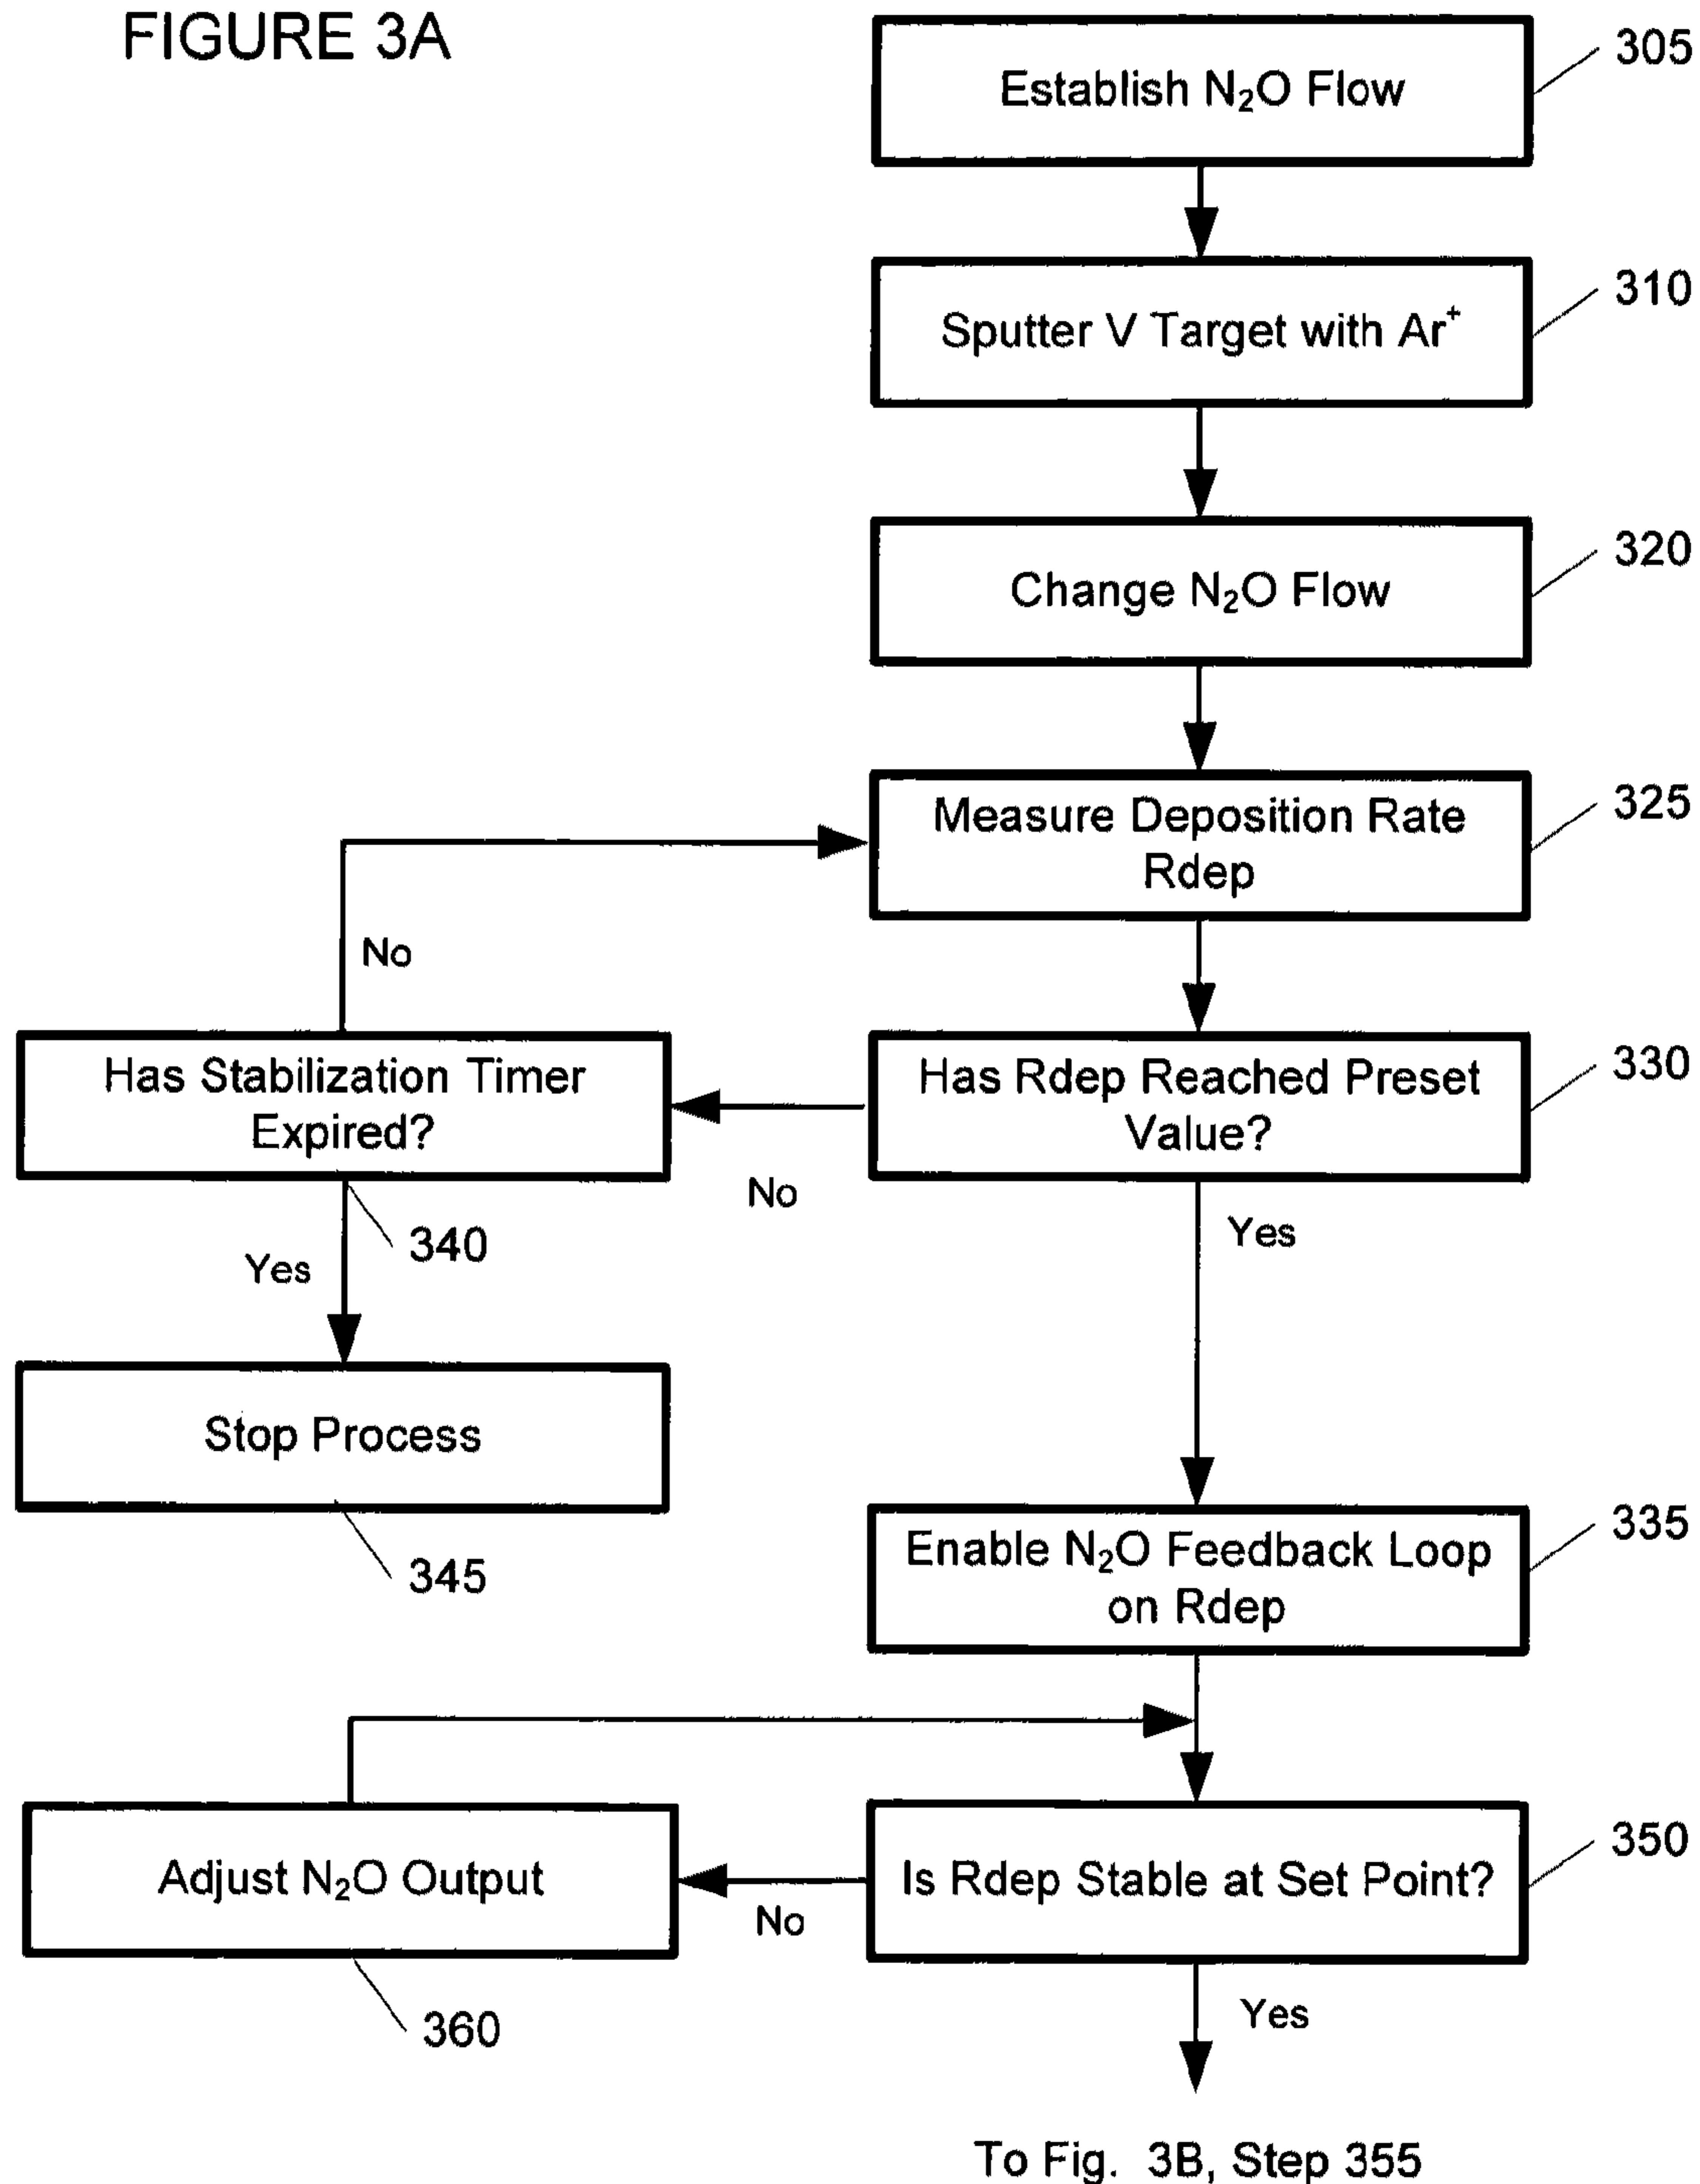 FIGURE 3A
Establish N₂O Flow
305
Sputter V Target with Ar⁺
310
Change N₂O Flow
320
Measure Deposition Rate
Rdep
325
No
Has Stabilization Timer
Expired?
Has Rdep Reached Preset
Value?
330
No
Yes
340
Yes
Stop Process
345
Enable N₂O Feedback Loop
on Rdep
335
Adjust N₂O Output
Is Rdep Stable at Set Point?
350
No
360
Yes
To Fig. 3B, Step 355